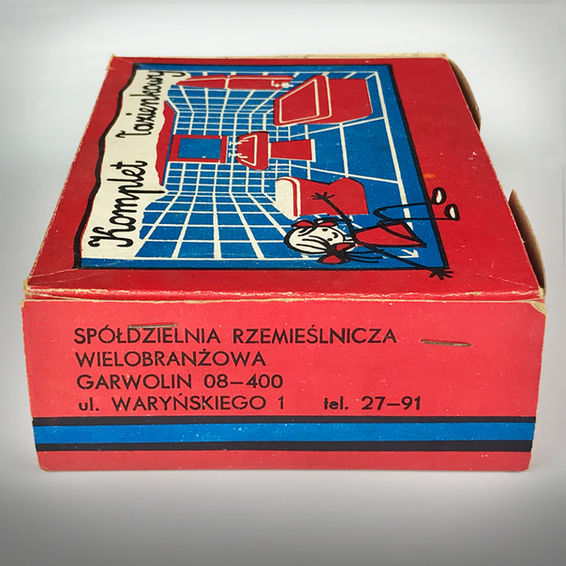 Komplet Łazienkowy
SPÓŁDZIELNIA RZEMIEŚLNICZA
WIELOBRANŻOWA
GARWOLIN 08–400
ul. WARYŃSKIEGO 1 tel. 27–91